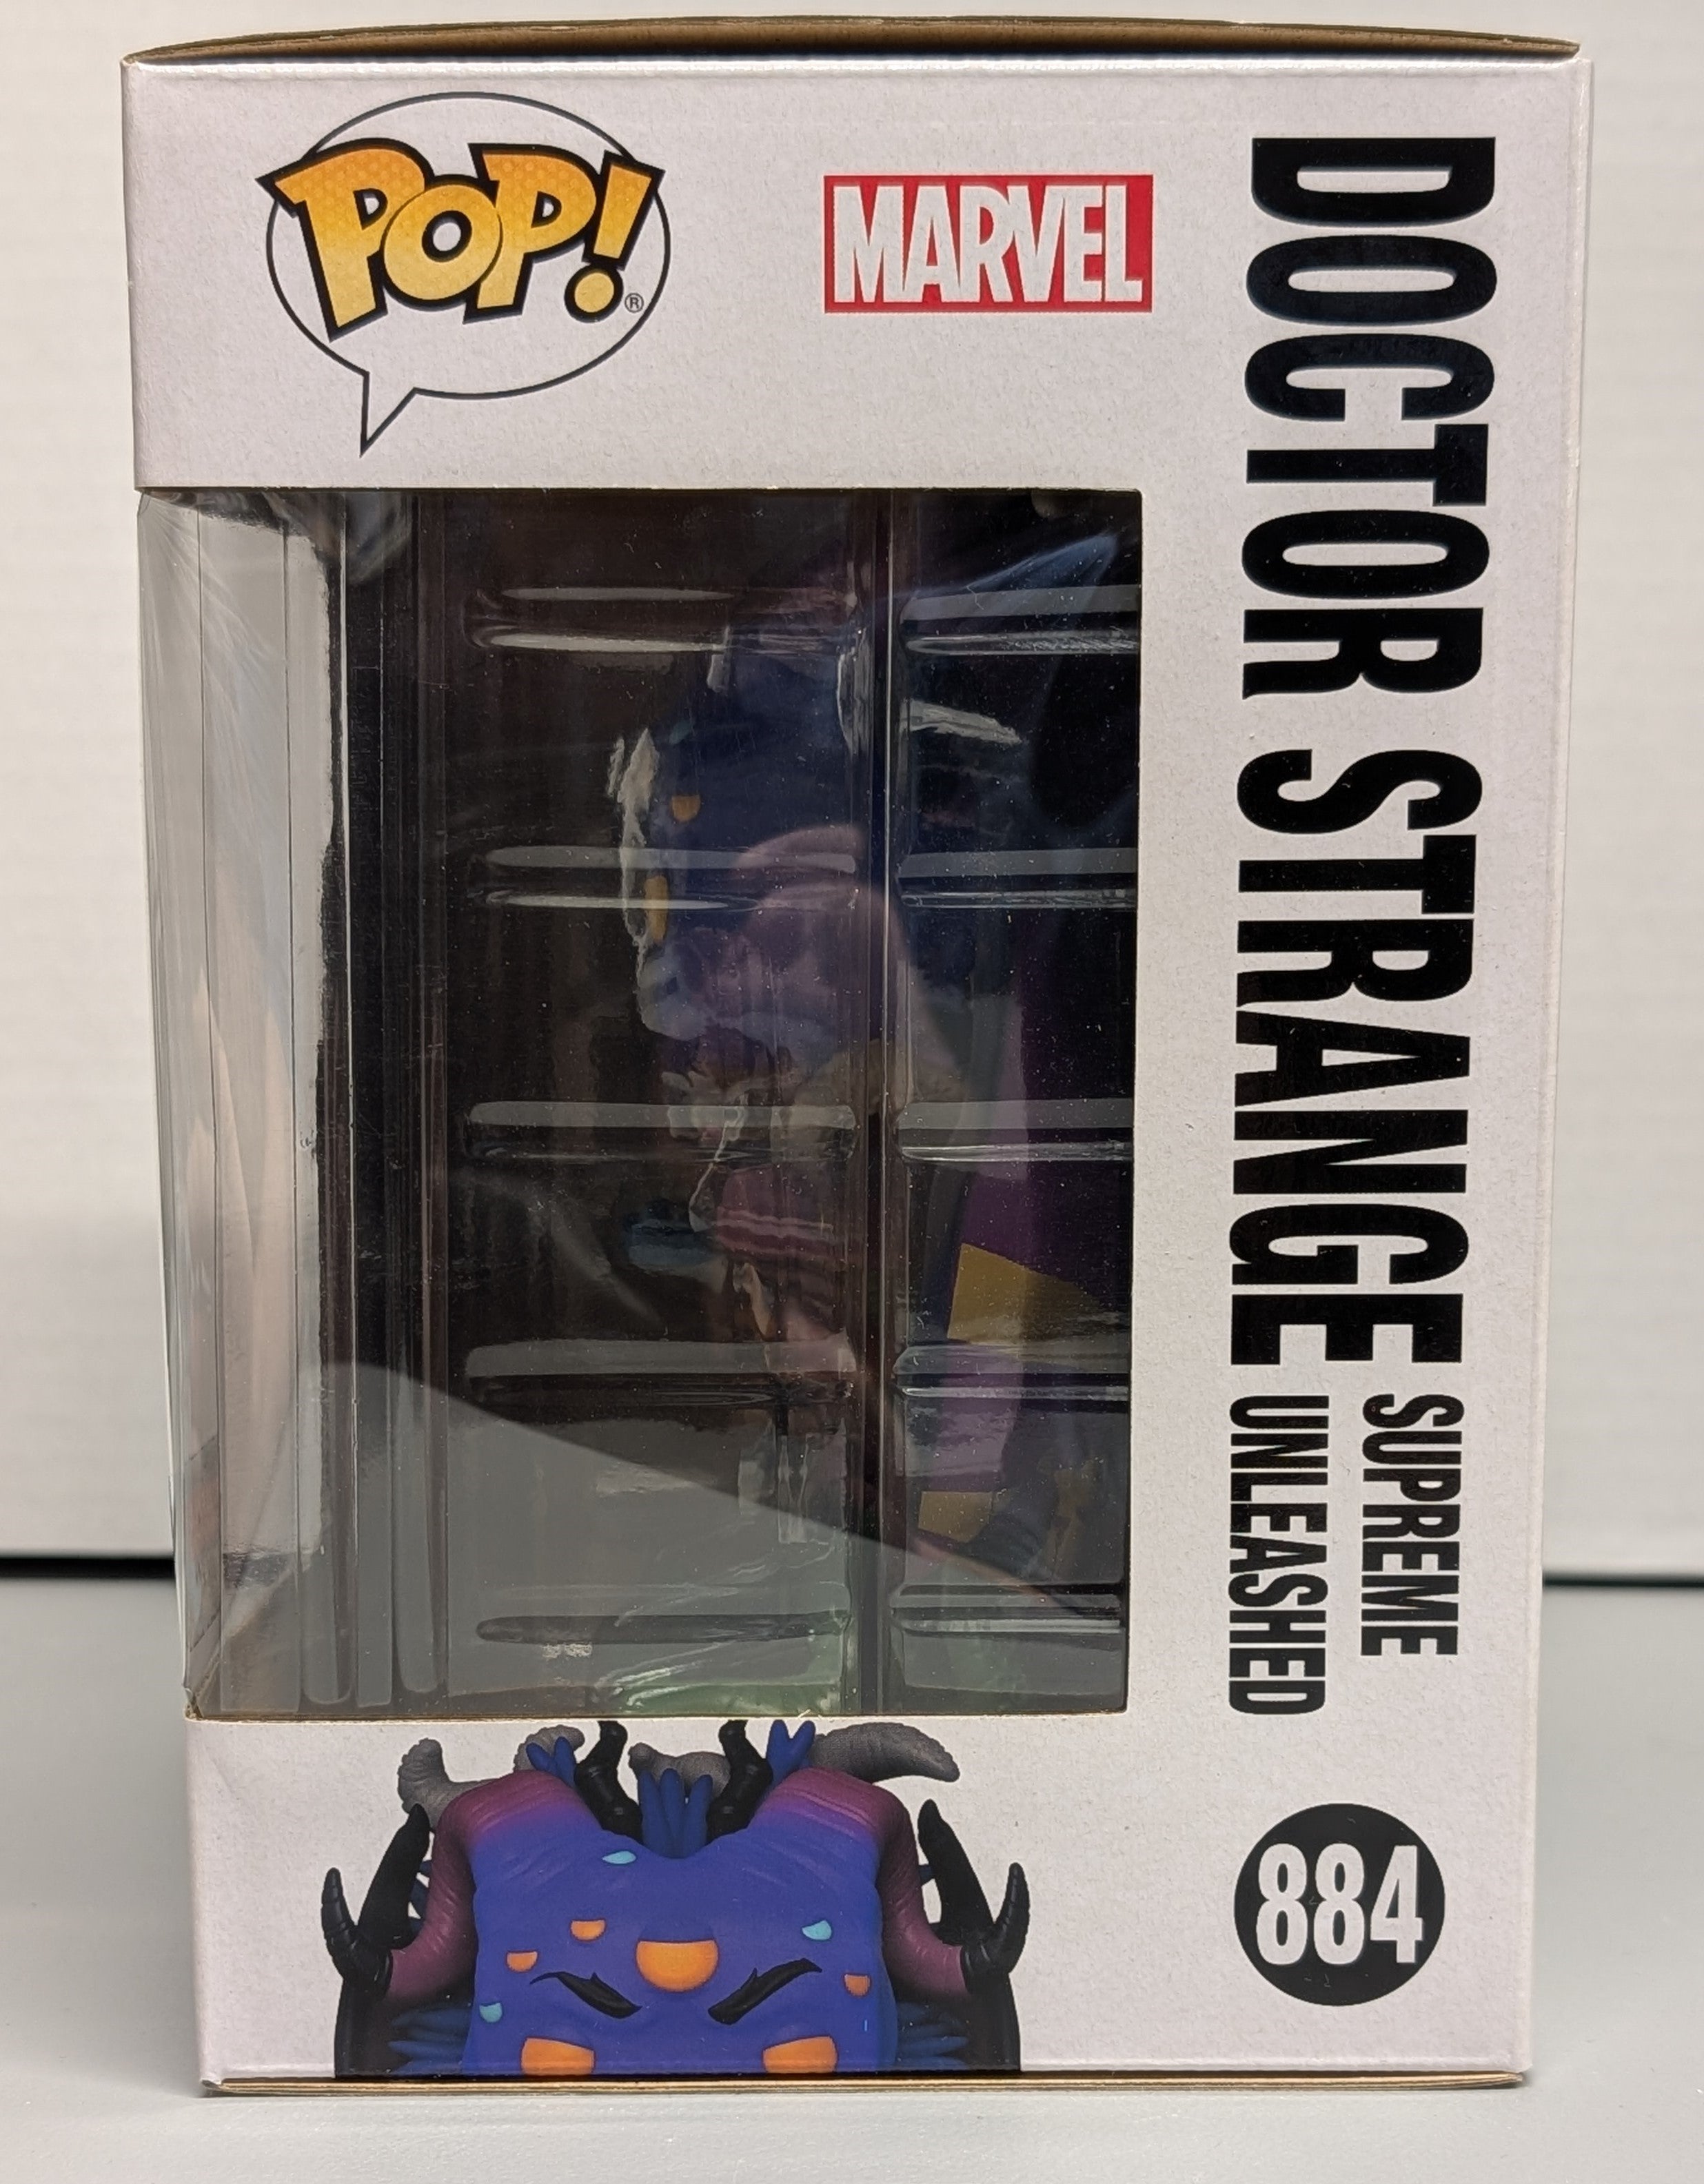 POP!®
MARVEL
DOCTOR STRANGE
SUPREME
UNLEASHED
884